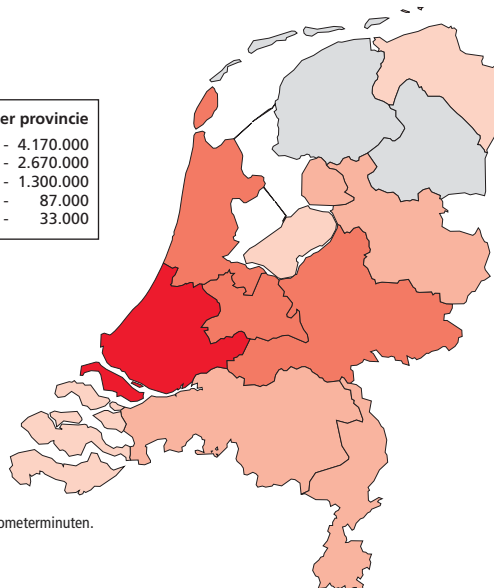 er provincie
- 4.170.000
- 2.670.000
- 1.300.000
- 87.000
- 33.000
ometerminuten.